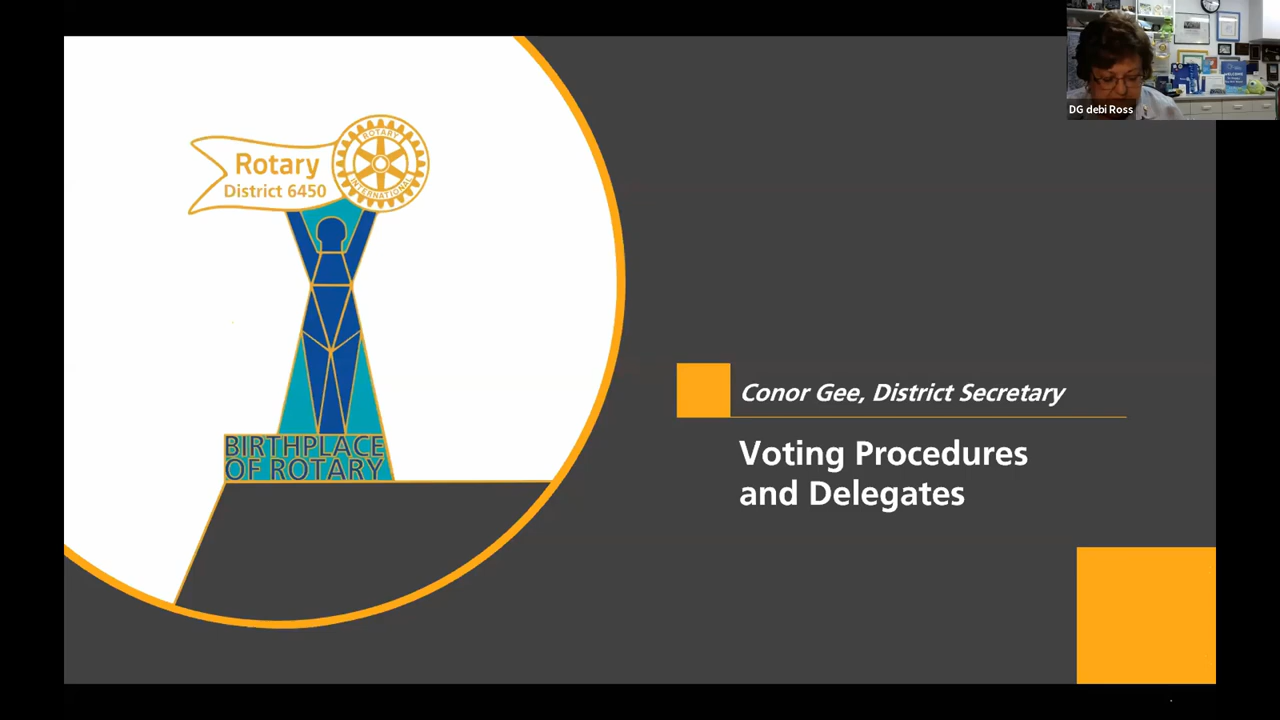 DG debi Ross
Rotary
District 6450
ROTARY
INTERNATIONAL
BIRTHPLACE
OF ROTARY
Conor Gee, District Secretary
Voting Procedures
and Delegates